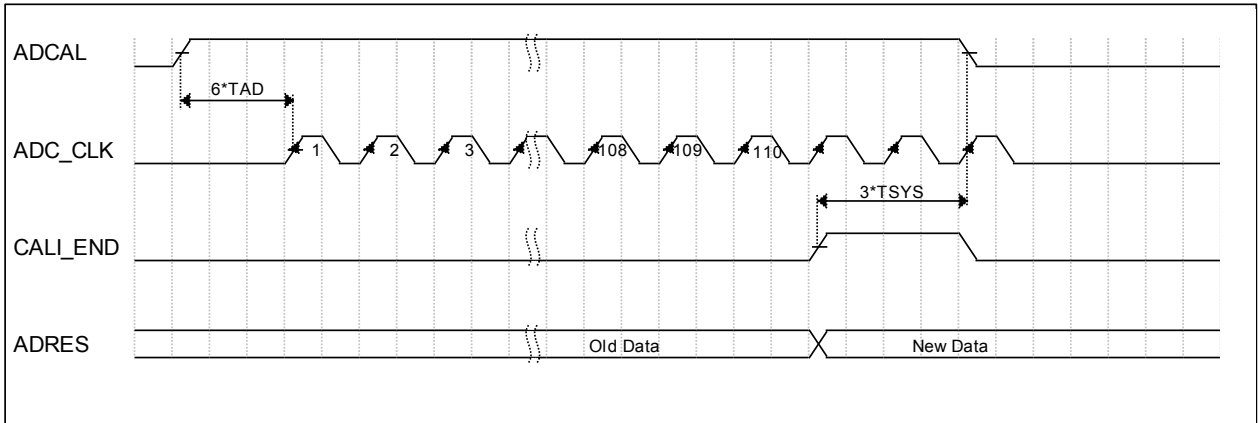 ADCAL
6*TAD
ADC_CLK
1 2 3 108 109 110
3*TSYS
CALI_END
ADRES
Old Data New Data